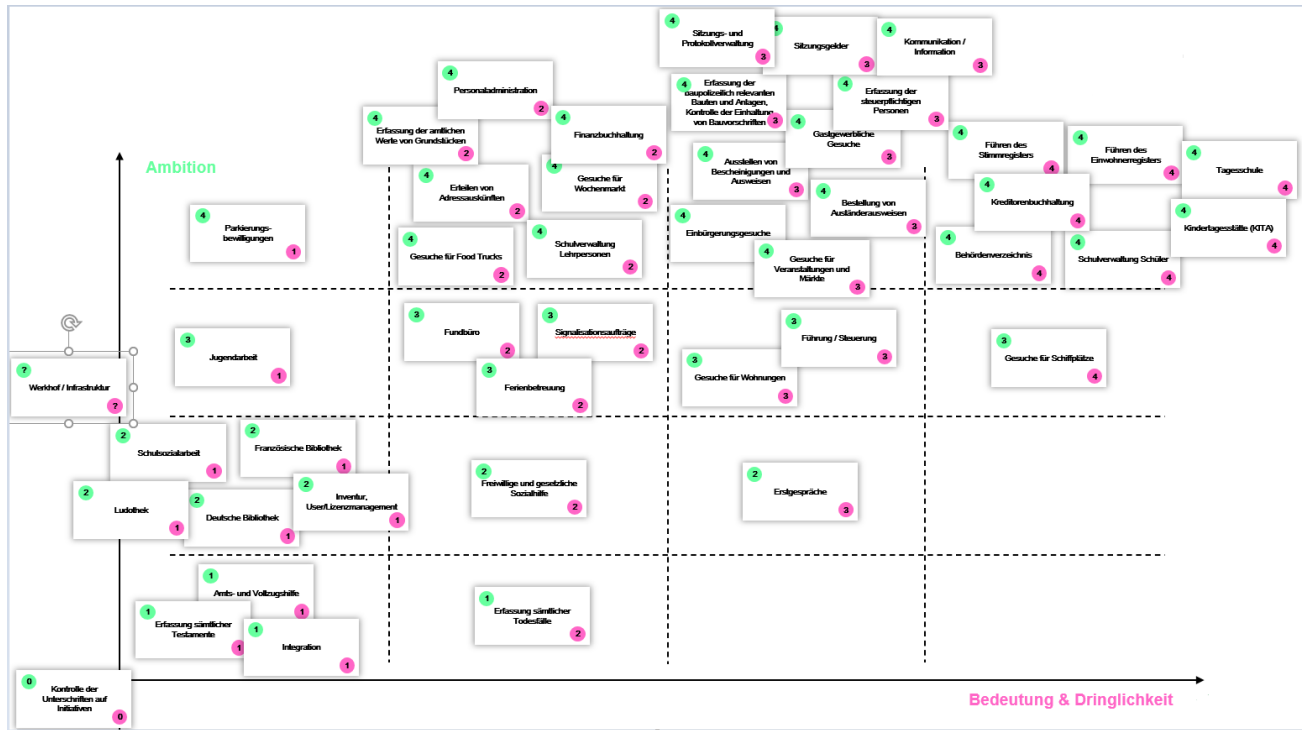 4
Sitzungs- und
Protokollverwaltung
3
4
Sitzungsgelder
3
4
Kommunikation /
Information
3
4
Personaladministration
2
4
Erfassung der
baupolizeilich relevanten
Bauten und Anlagen,
Kontrolle der Einhaltung
von Bauvorschriften
3
4
Erfassung der
steuerpflichtigen
Personen
3
4
Erfassung der amtlichen
Werte von Grundstücken
2
4
Finanzbuchhaltung
2
4
Gastgewerbliche
Gesuche
3
4
Führen des
Stimmregisters
4
4
Führen des
Einwohnerregisters
4
4
Tagesschule
4
Ambition
4
Erteilen von
Adressauskünften
2
4
Gesuche für
Wochenmarkt
2
4
Ausstellen von
Bescheinigungen und
Ausweisen
3
4
Bestellung von
Ausländerausweisen
3
4
Kreditorenbuchhaltung
4
4
Kindertagesstätte (KITA)
4
4
Parkierungs-
bewilligungen
1
4
Gesuche für Food Trucks
2
4
Schulverwaltung
Lehrpersonen
2
4
Einbürgerungsgesuche
4
Gesuche für
Veranstaltungen und
Märkte
3
4
Behördenverzeichnis
4
4
Schulverwaltung Schüler
4
3
Jugendarbeit
1
3
Fundbüro
2
3
Signalisationsaufträge
2
3
Führung / Steuerung
3
3
Gesuche für Schiffplätze
4
?
Werkhof / Infrastruktur
?
3
Ferienbetreuung
2
3
Gesuche für Wohnungen
3
2
Schulsozialarbeit
1
2
Französische Bibliothek
1
2
Ludothek
1
2
Deutsche Bibliothek
1
2
Inventur,
User/Lizenzmanagement
1
2
Freiwillige und gesetzliche
Sozialhilfe
2
2
Erstgespräche
3
1
Amts- und Vollzugshilfe
1
1
Erfassung sämtlicher
Testamente
1
1
Integration
1
1
Erfassung sämtlicher
Todesfälle
2
0
Kontrolle der
Unterschriften auf
Initiativen
0
Bedeutung & Dringlichkeit